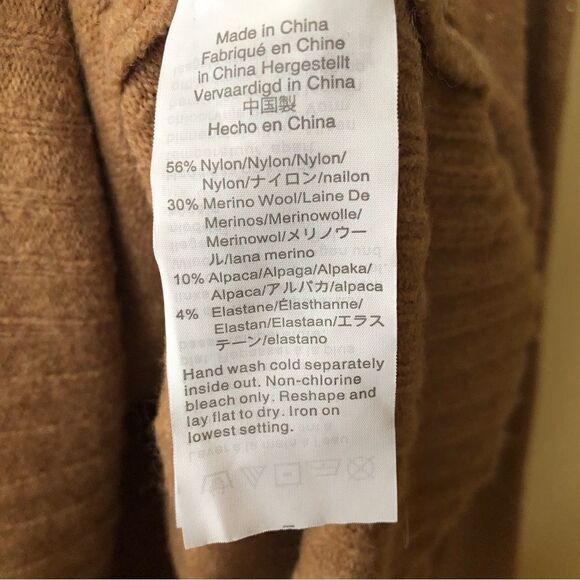 Made in China
Fabriqué en Chine
in China Hergestellt
Vervaardigd in China
中国製
Hecho en China
56% Nylon/Nylon/Nylon/
Nylon/ナイロン/nailon
30% Merino Wool/Laine De
Merinos/Merinowolle/
Merinowol/メリノウー
ル/lana merino
10% Alpaca/Alpaga/Alpaka/
Alpaca/アルパカ/alpaca
4% Elastane/Élasthanne/
Elastan/Elastaan/エラス
テーン/elastano
Hand wash cold separately
inside out. Non-chlorine
bleach only. Reshape and
lay flat to dry. Iron on
lowest setting.